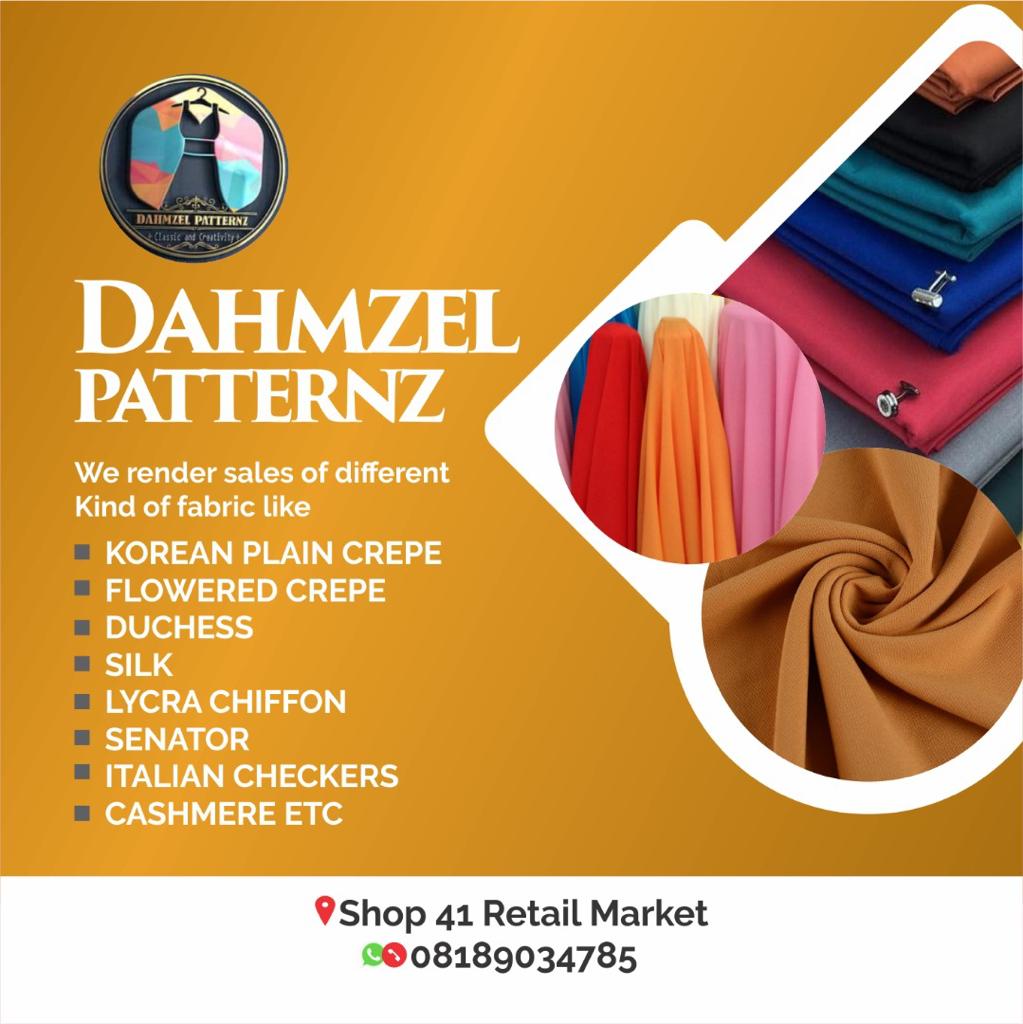 DAHMZEL PATTERNZ
Classic and Creativity
DAHMZEL
PATTERNZ
We render sales of different
Kind of fabric like
KOREAN PLAIN CREPE
FLOWERED CREPE
DUCHESS
SILK
LYCRA CHIFFON
SENATOR
ITALIAN CHECKERS
CASHMERE ETC
Shop 41 Retail Market
08189034785